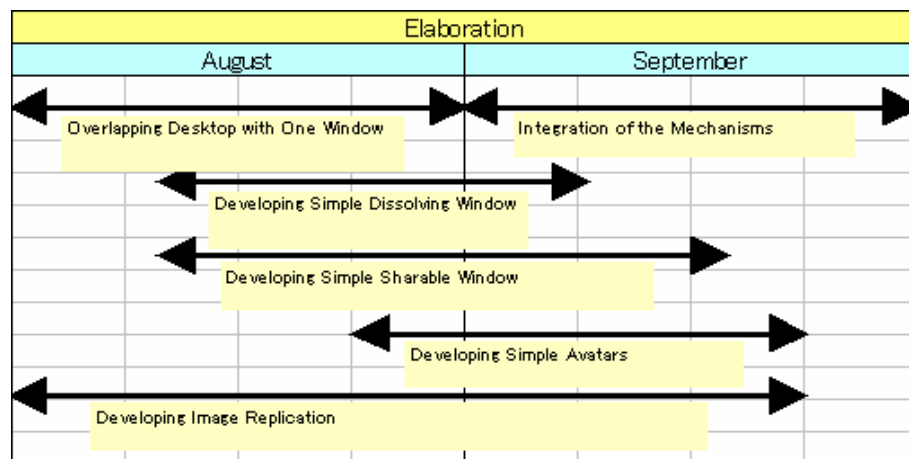 Elaboration
August
September
Overlapping Desktop with One Window
Integration of the Mechanisms
Developing Simple Dissolving Window
Developing Simple Sharable Window
Developing Simple Avatars
Developing Image Replication